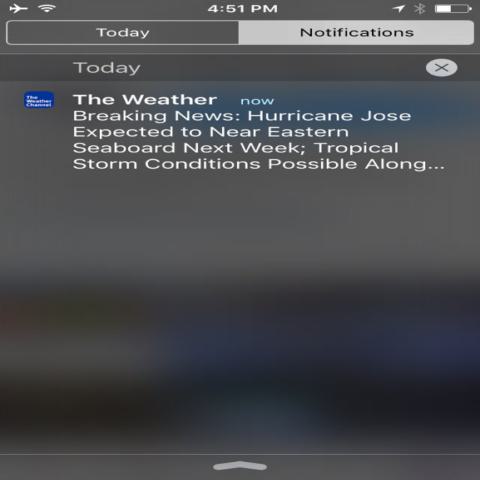 4:51 PM
Today
Notifications
Today
The Weather Channel
The Weather now
Breaking News: Hurricane Jose
Expected to Near Eastern
Seaboard Next Week; Tropical
Storm Conditions Possible Along...